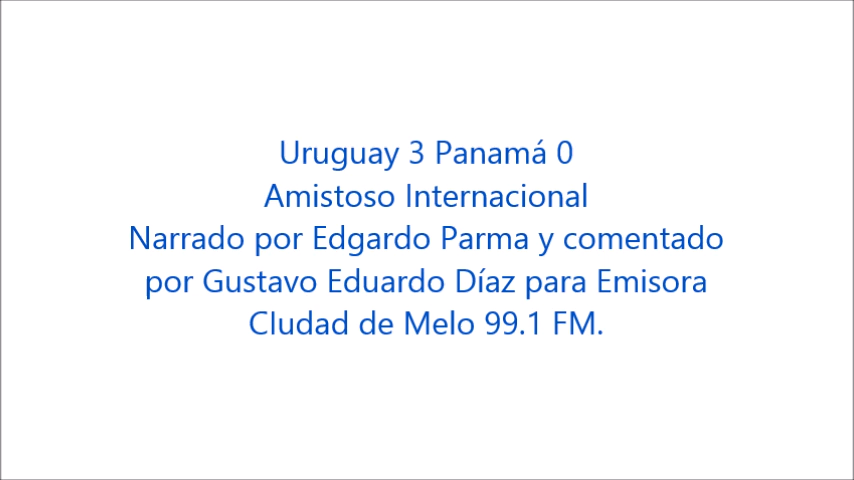 Uruguay 3 Panamá 0
Amistoso Internacional
Narrado por Edgardo Parma y comentado
por Gustavo Eduardo Díaz para Emisora
CIudad de Melo 99.1 FM.